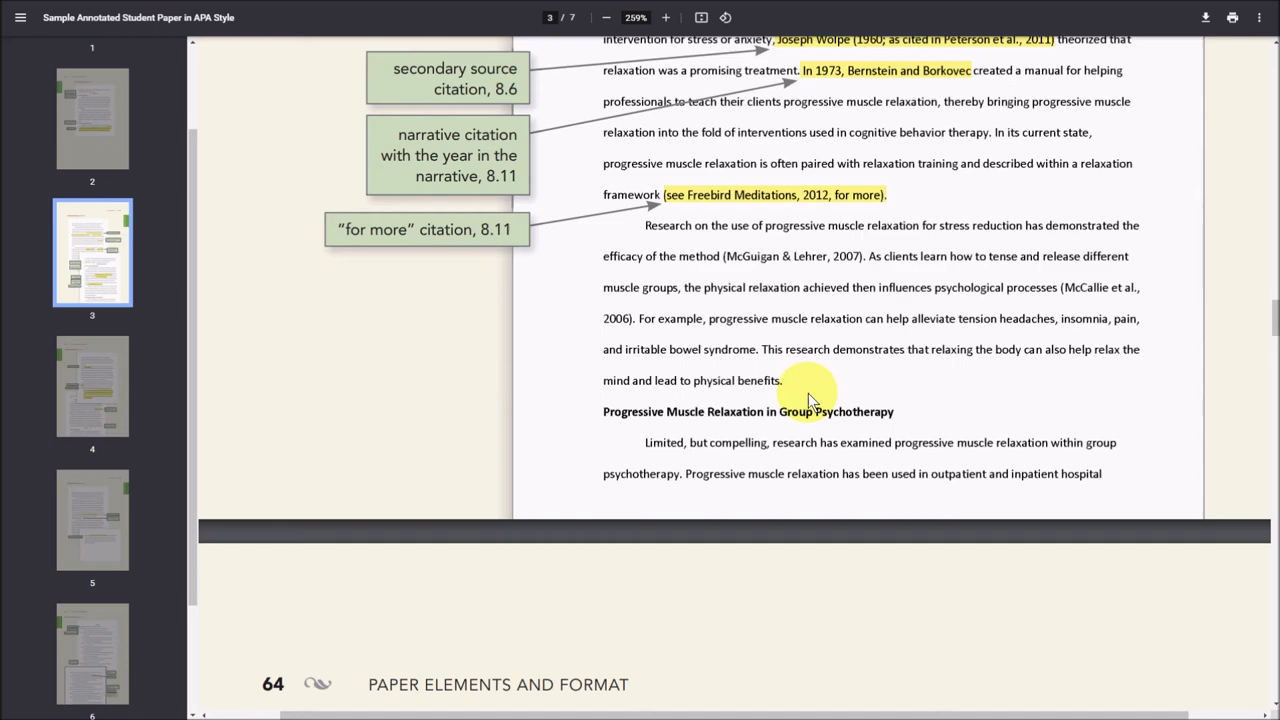 Sample Annotated Student Paper in APA Style
3 / 7
259%
1
2
3
4
5
6
secondary source
citation, 8.6
narrative citation
with the year in the
narrative, 8.11
“for more” citation, 8.11
intervention for stress or anxiety, Joseph Wolpe (1960; as cited in Peterson et al., 2011) theorized that
relaxation was a promising treatment. In 1973, Bernstein and Borkovec created a manual for helping
professionals to teach their clients progressive muscle relaxation, thereby bringing progressive muscle
relaxation into the fold of interventions used in cognitive behavior therapy. In its current state,
progressive muscle relaxation is often paired with relaxation training and described within a relaxation
framework (see Freebird Meditations, 2012, for more).
Research on the use of progressive muscle relaxation for stress reduction has demonstrated the
efficacy of the method (McGuigan & Lehrer, 2007). As clients learn how to tense and release different
muscle groups, the physical relaxation achieved then influences psychological processes (McCallie et al.,
2006). For example, progressive muscle relaxation can help alleviate tension headaches, insomnia, pain,
and irritable bowel syndrome. This research demonstrates that relaxing the body can also help relax the
mind and lead to physical benefits.
Progressive Muscle Relaxation in Group Psychotherapy
Limited, but compelling, research has examined progressive muscle relaxation within group
psychotherapy. Progressive muscle relaxation has been used in outpatient and inpatient hospital
64 PAPER ELEMENTS AND FORMAT